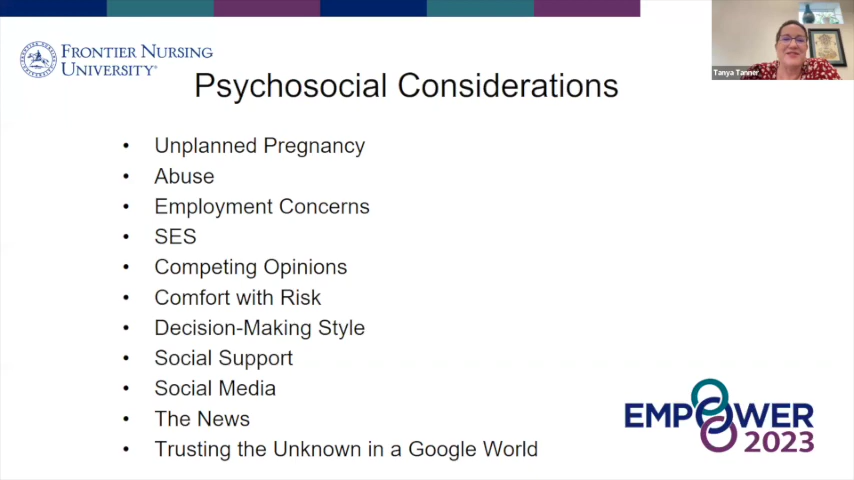 FRONTIER NURSING
UNIVERSITY®
Tanya Tanner
Psychosocial Considerations
• Unplanned Pregnancy
• Abuse
• Employment Concerns
• SES
• Competing Opinions
• Comfort with Risk
• Decision-Making Style
• Social Support
• Social Media
• The News
• Trusting the Unknown in a Google World
EMPOWER
2023